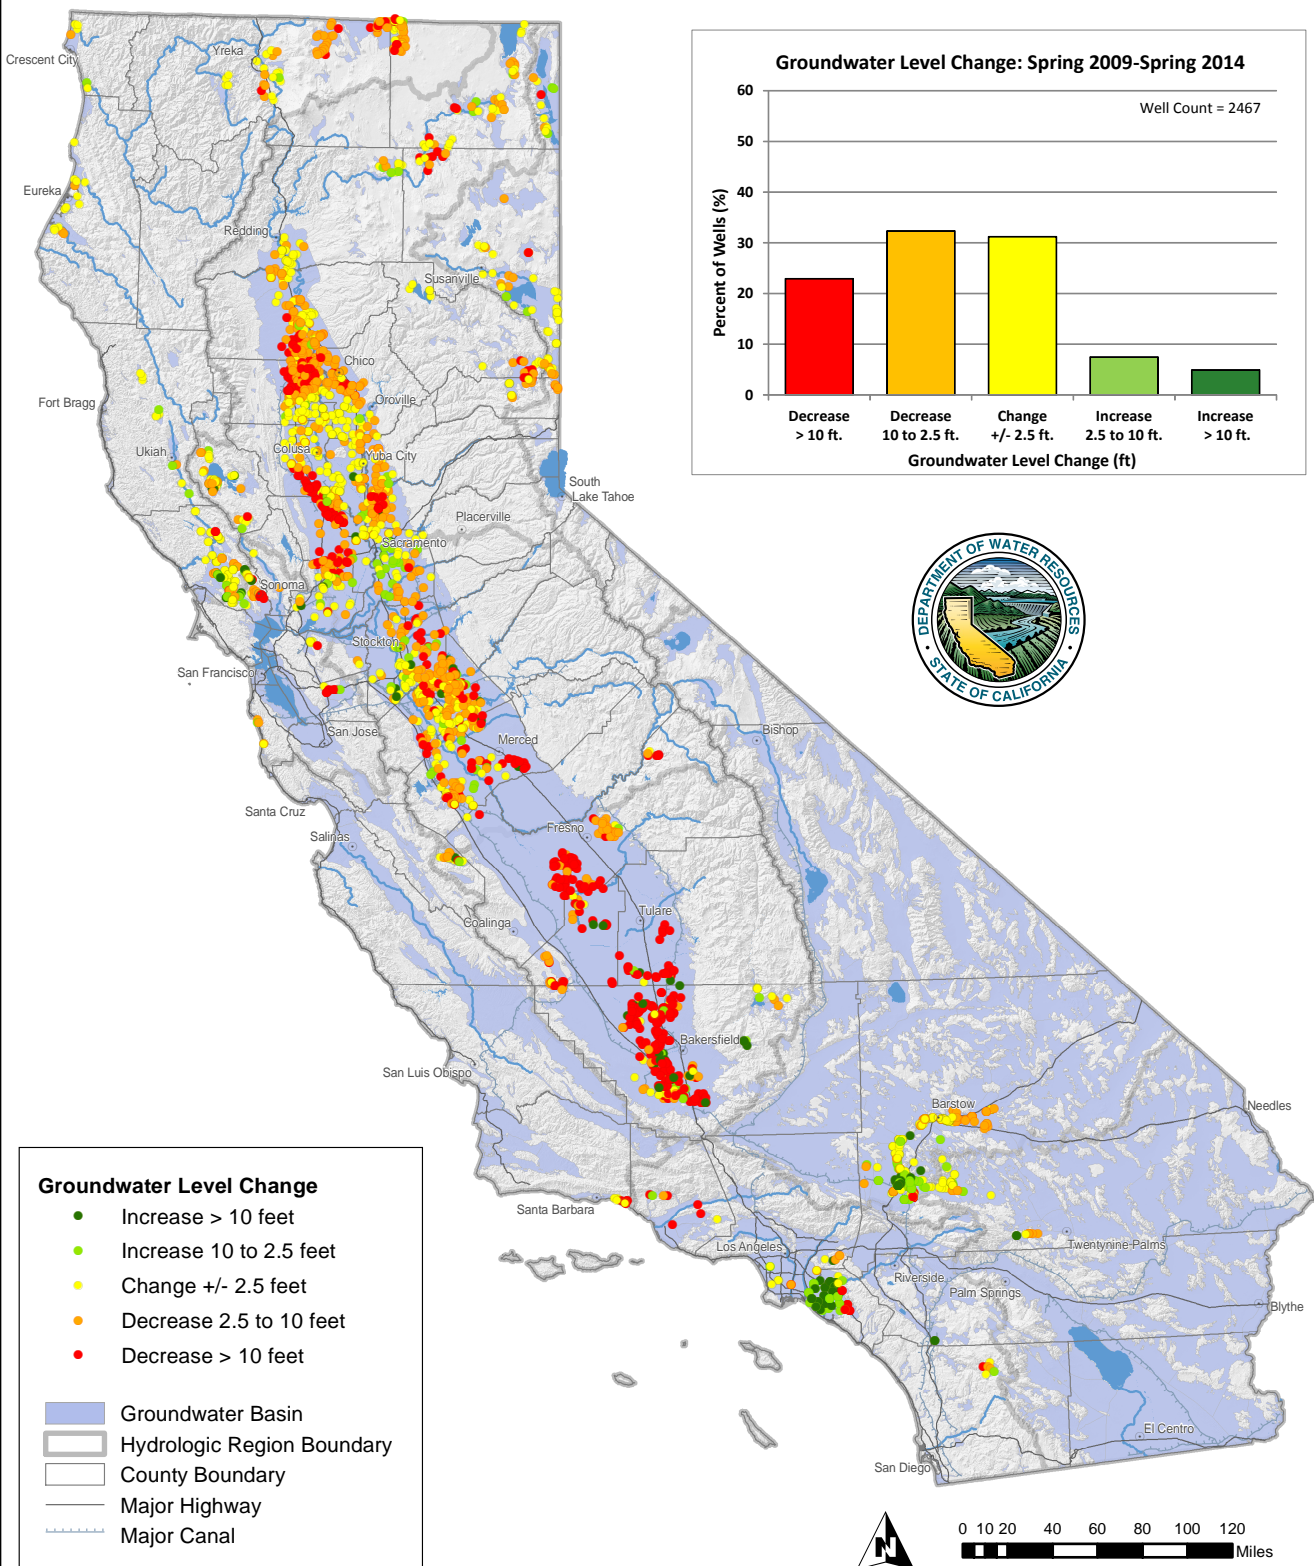 Groundwater Level Change: Spring 2009-Spring 2014
Well Count = 2467
Percent of Wells (%)
60
50
40
30
20
10
0
Decrease > 10 ft.
Decrease 10 to 2.5 ft.
Change +/- 2.5 ft.
Increase 2.5 to 10 ft.
Increase > 10 ft.
Groundwater Level Change (ft)
DEPARTMENT OF WATER RESOURCES
STATE OF CALIFORNIA
Crescent City
Yreka
Eureka
Redding
Susanville
Chico
Fort Bragg
Oroville
Ukiah
Colusa
Yuba City
South
Lake Tahoe
Placerville
Sacramento
Sonoma
Stockton
San Francisco
San Jose
Merced
Bishop
Santa Cruz
Salinas
Fresno
Tulare
Coalinga
Bakersfield
San Luis Obispo
Barstow
Needles
Santa Barbara
Los Angeles
Twentynine Palms
Riverside
Palm Springs
Blythe
El Centro
San Diego
Groundwater Level Change
Increase > 10 feet
Increase 10 to 2.5 feet
Change +/- 2.5 feet
Decrease 2.5 to 10 feet
Decrease > 10 feet
Groundwater Basin
Hydrologic Region Boundary
County Boundary
Major Highway
Major Canal
N
0 10 20 40 60 80 100 120
Miles